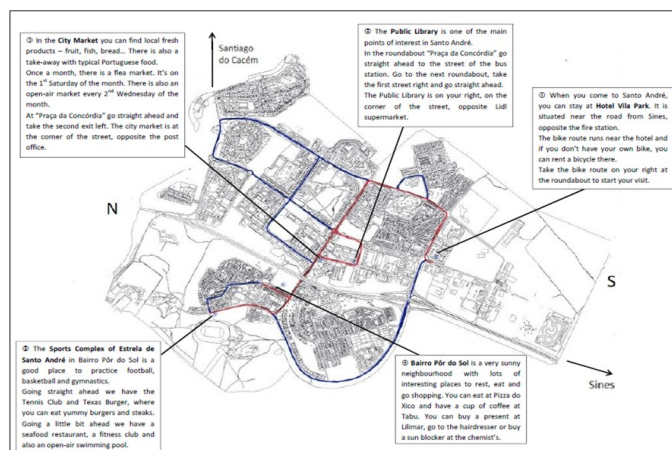 ③ In the City Market you can find local fresh
products – fruit, fish, bread... There is also a
take-away with typical Portuguese food.
Once a month, there is a flea market. It's on
the 1st Saturday of the month. There is also an
open-air market every 2nd Wednesday of the
month.
At "Praça da Concórdia" go straight ahead and
take the second exit left. The city market is at
the corner of the street, opposite the post
office.
Santiago
do Cacém
② The Public Library is one of the main
points of interest in Santo André.
In the roundabout "Praça da Concórdia" go
straight ahead to the street of the bus
station. Go to the next roundabout, take
the first street right and go straight ahead.
The Public Library is on your right, on the
corner of the street, opposite Lidl
supermarket.
① When you come to Santo André,
you can stay at Hotel Vila Park. It is
situated near the road from Sines,
opposite the fire station.
The bike route runs near the hotel and
if you don't have your own bike, you
can rent a bicycle there.
Take the bike route on your right at
the roundabout to start your visit.
N
S
Sines
The Sports Complex of Estrela de
Santo André in Bairro Pôr do Sol is a
good place to practice football,
basketball and gymnastics.
Going straight ahead we have the
Tennis Club and Texas Burger, where
you can eat yummy burgers and steaks.
Going a little bit ahead we have a
seafood restaurant, a fitness club and
also an open-air swimming pool.
Bairro Pôr do Sol is a very sunny
neighbourhood with lots of
interesting places to rest, eat and
go shopping. You can eat at Pizza do
Xico and have a cup of coffee at
Tabu. You can buy a present at
Lilimar, go to the hairdresser or buy
a sun blocker at the chemist's.